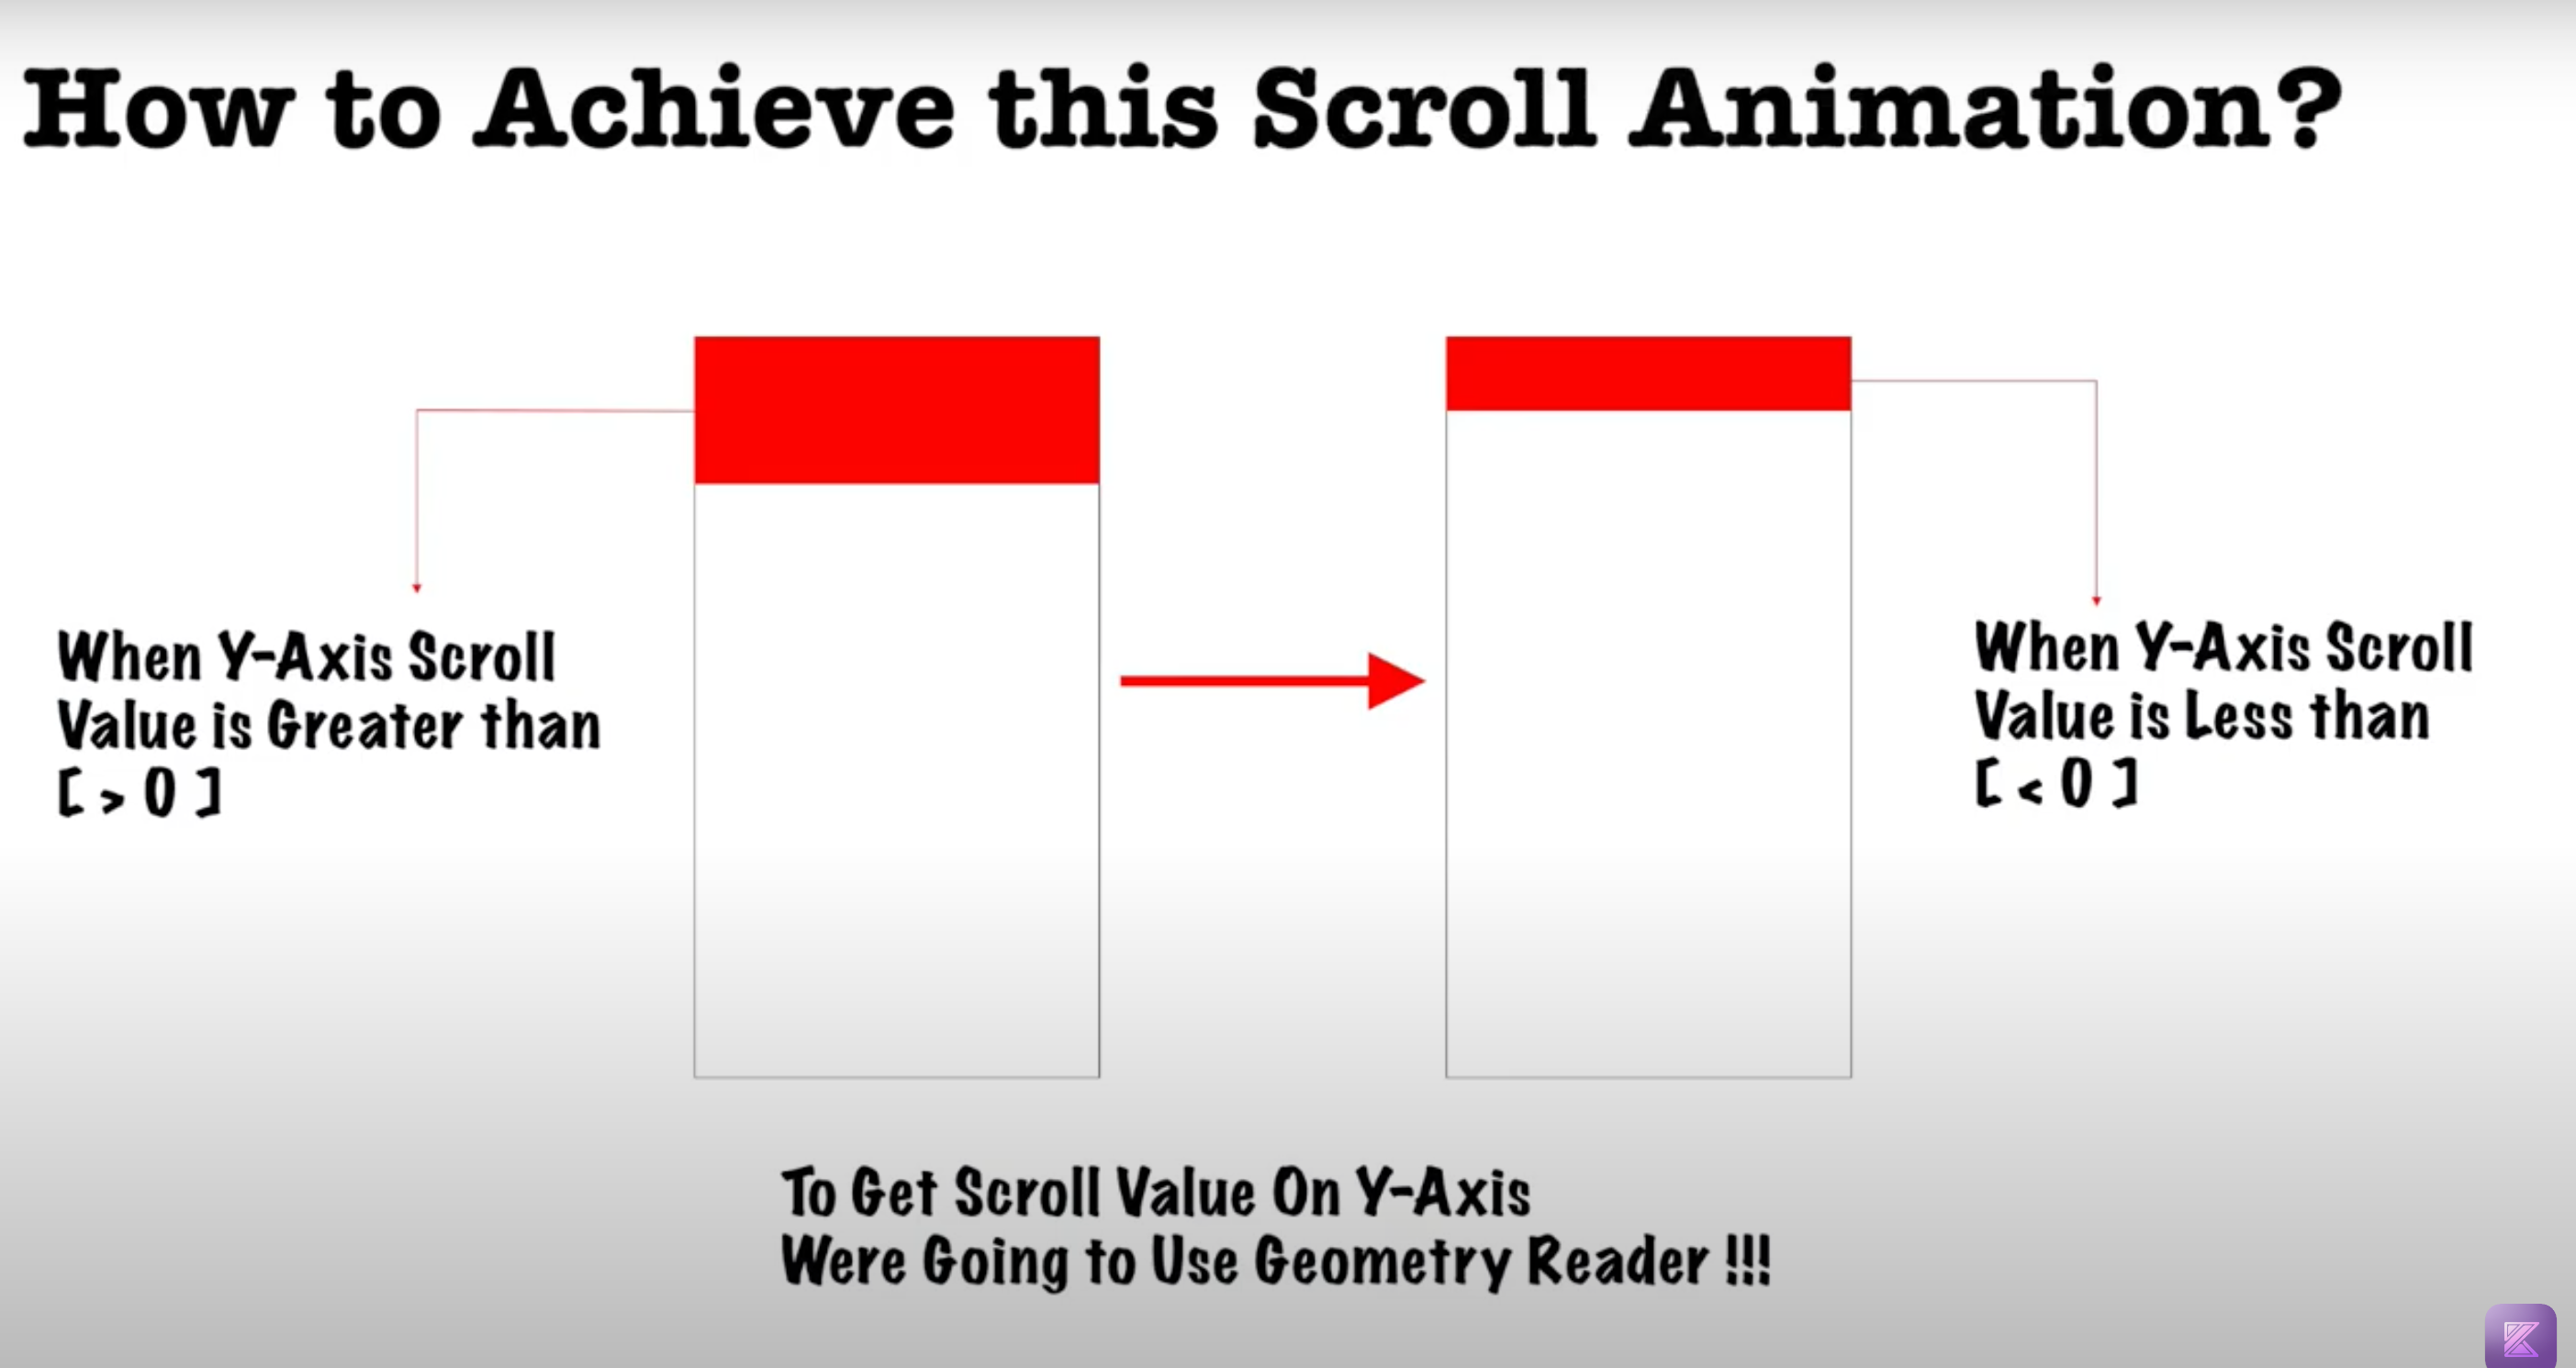 How to Achieve this Scroll Animation?
When Y-Axis Scroll
Value is Greater than
[ > 0 ]
When Y-Axis Scroll
Value is Less than
[ < 0 ]
To Get Scroll Value On Y-Axis
Were Going to Use Geometry Reader !!!